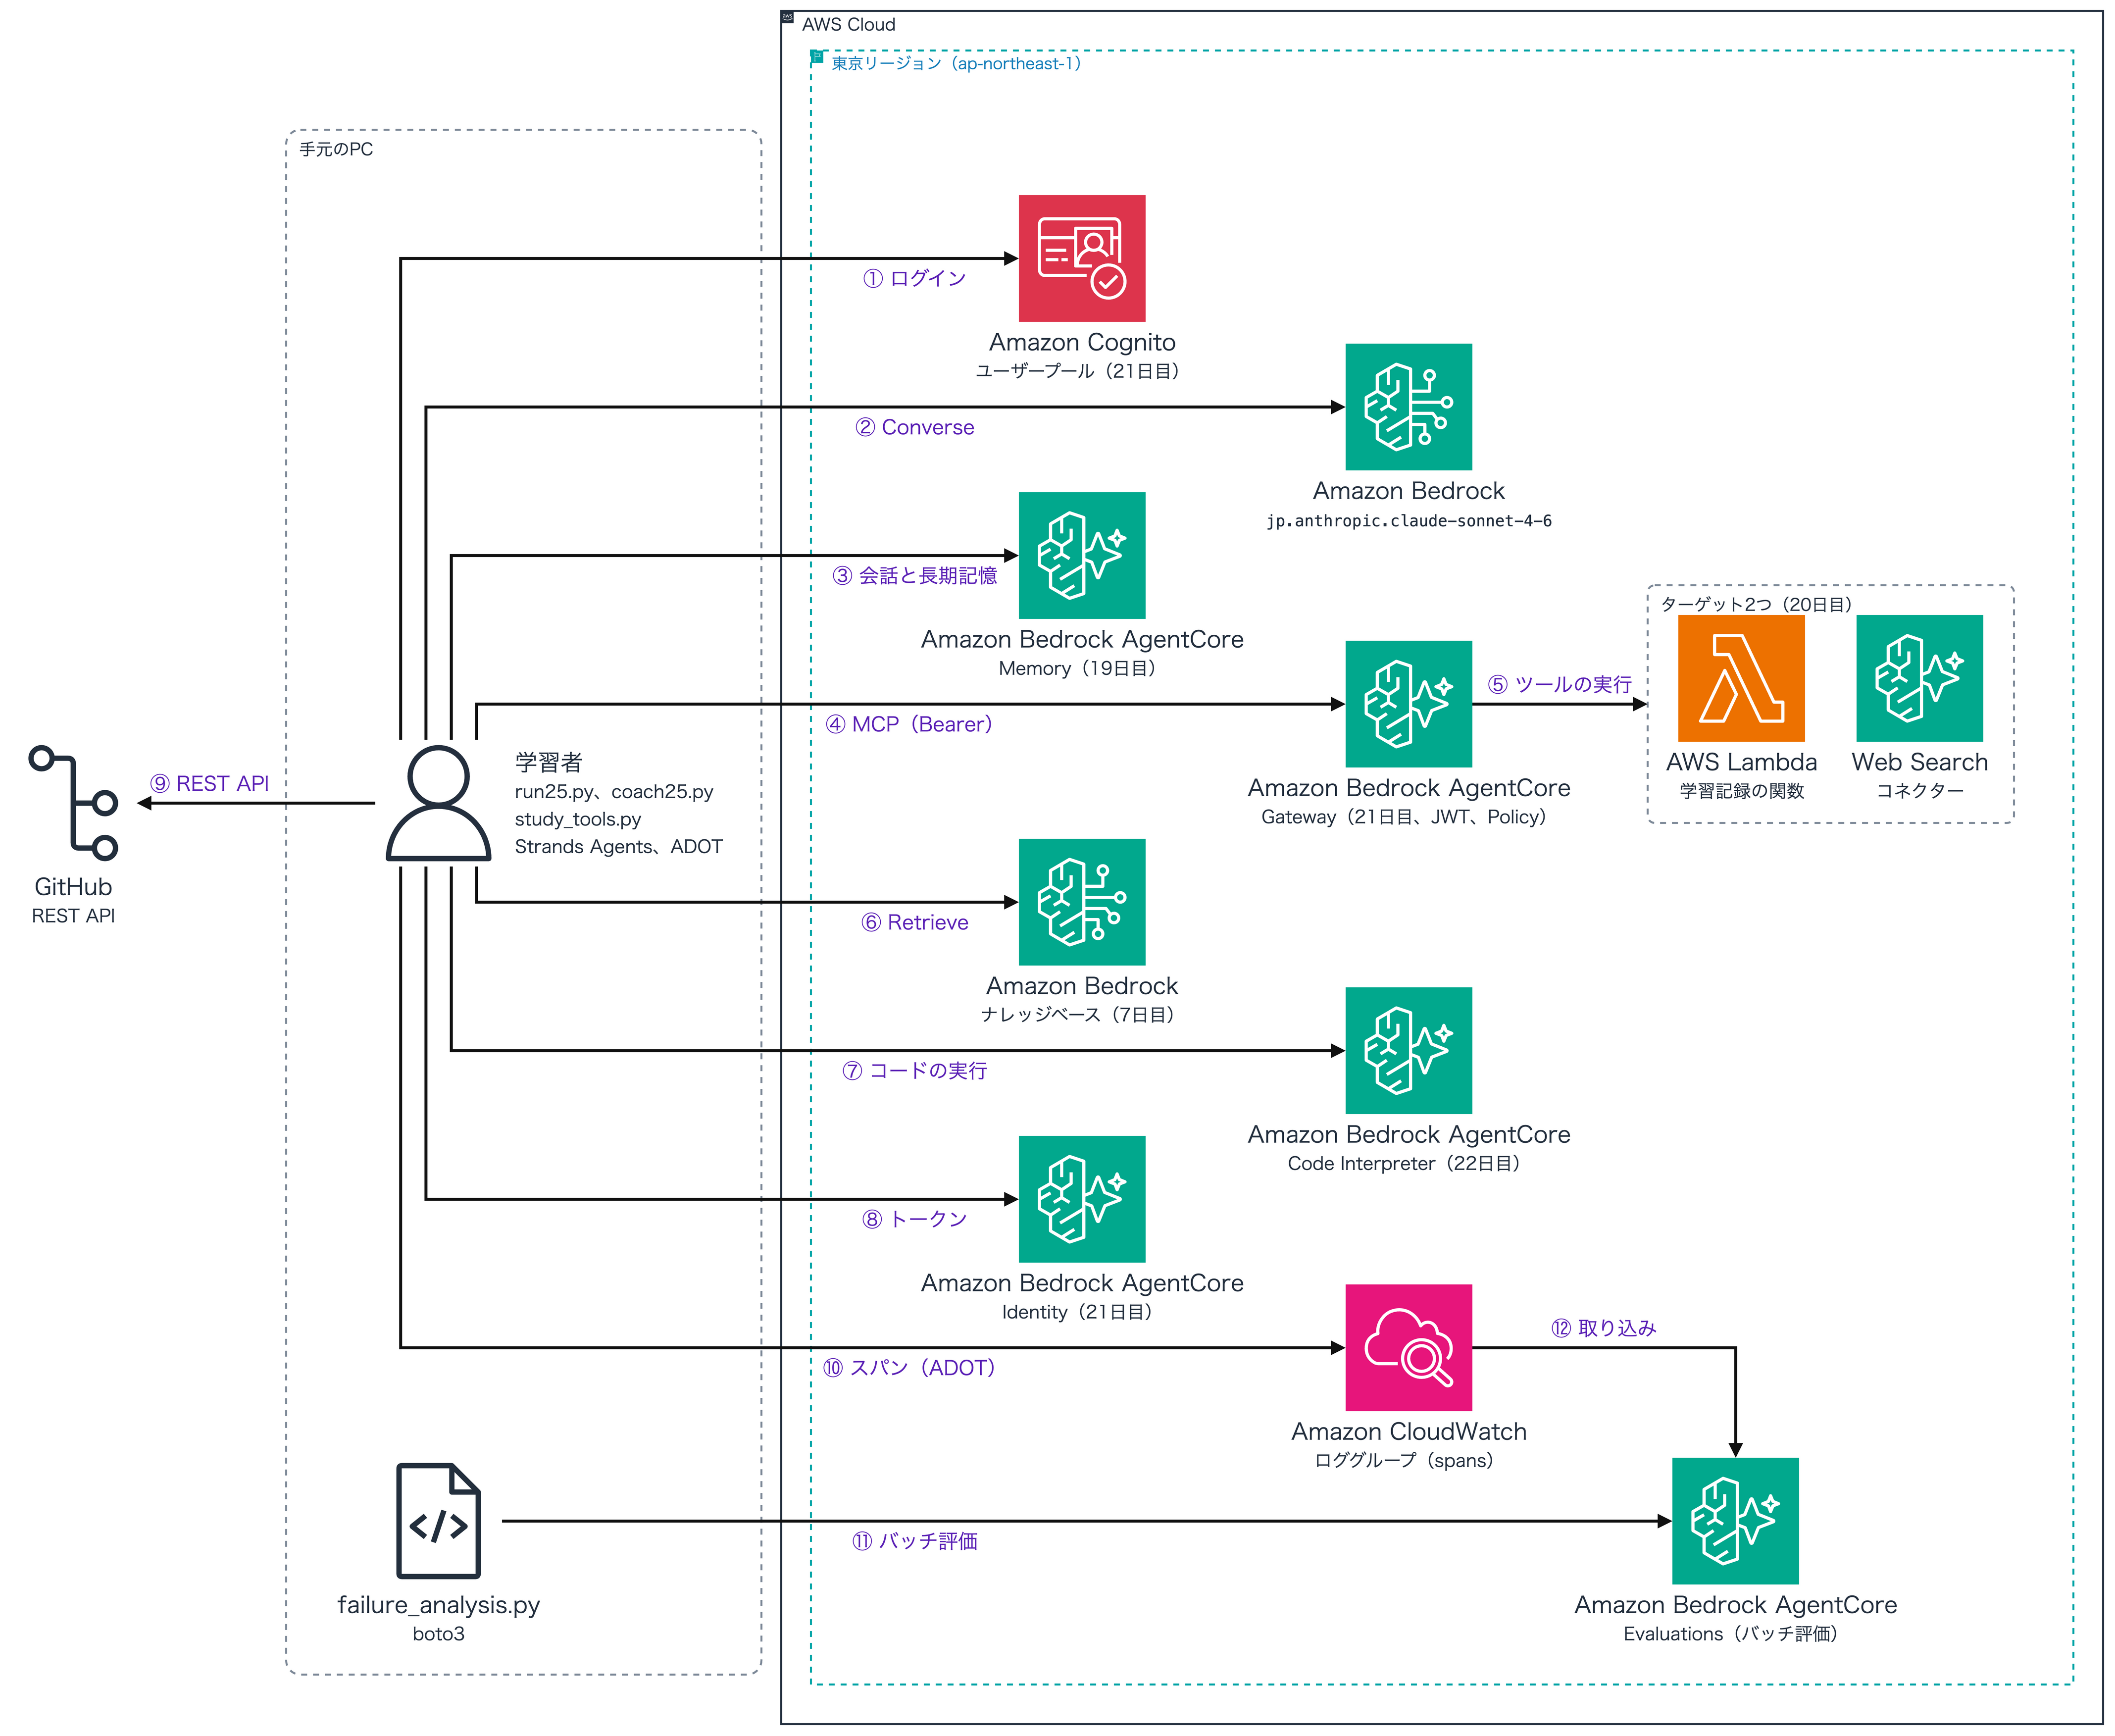 AWS Cloud
東京リージョン（ap-northeast-1）
手元のPC
① ログイン
Amazon Cognito
ユーザープール（21日目）
② Converse
Amazon Bedrock
jp.anthropic.claude-sonnet-4-6
③ 会話と長期記憶
Amazon Bedrock AgentCore
Memory（19日目）
④ MCP（Bearer）
Amazon Bedrock AgentCore
Gateway（21日目、JWT、Policy）
⑤ ツールの実行
ターゲット2つ（20日目）
AWS Lambda
学習記録の関数
Web Search
コネクター
学習者
run25.py、coach25.py
study_tools.py
Strands Agents、ADOT
⑨ REST API
GitHub
REST API
⑥ Retrieve
Amazon Bedrock
ナレッジベース（7日目）
⑦ コードの実行
Amazon Bedrock AgentCore
Code Interpreter（22日目）
⑧ トークン
Amazon Bedrock AgentCore
Identity（21日目）
⑩ スパン（ADOT）
Amazon CloudWatch
ロググループ（spans）
⑫ 取り込み
⑪ バッチ評価
failure_analysis.py
boto3
Amazon Bedrock AgentCore
Evaluations（バッチ評価）